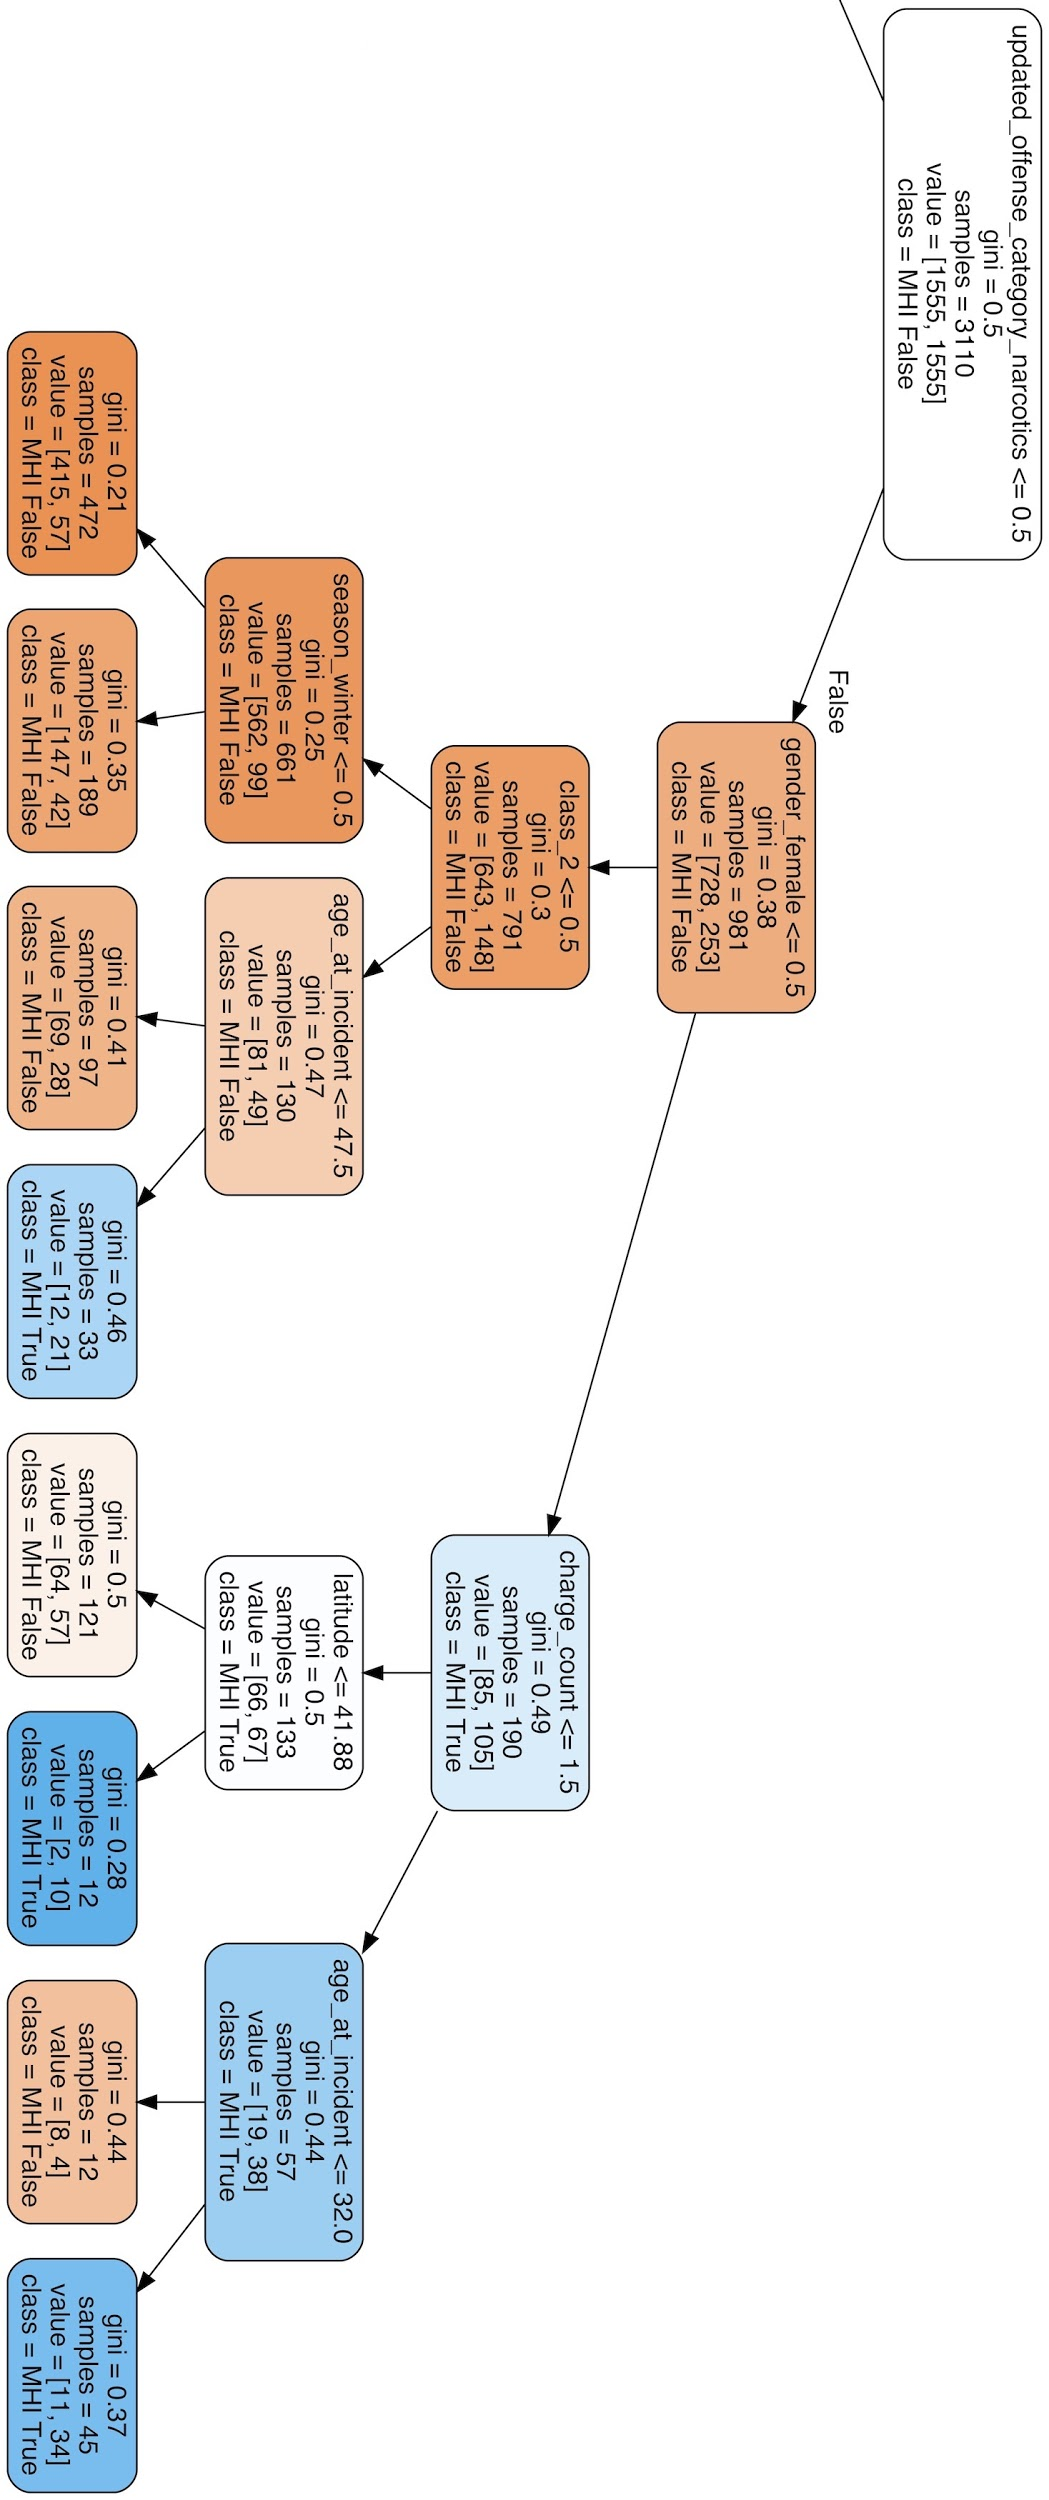 updated_offense_category_narcotics <= 0.5
gini = 0.5
samples = 3110
value = [1555, 1555]
class = MHI False
False
gender_female <= 0.5
gini = 0.38
samples = 981
value = [728, 253]
class = MHI False
class_2 <= 0.5
gini = 0.3
samples = 791
value = [643, 148]
class = MHI False
charge_count <= 1.5
gini = 0.49
samples = 190
value = [85, 105]
class = MHI True
season_winter <= 0.5
gini = 0.25
samples = 661
value = [562, 99]
class = MHI False
age_at_incident <= 47.5
gini = 0.47
samples = 130
value = [81, 49]
class = MHI False
latitude <= 41.88
gini = 0.5
samples = 133
value = [66, 67]
class = MHI True
age_at_incident <= 32.0
gini = 0.44
samples = 57
value = [19, 38]
class = MHI True
gini = 0.21
samples = 472
value = [415, 57]
class = MHI False
gini = 0.35
samples = 189
value = [147, 42]
class = MHI False
gini = 0.41
samples = 97
value = [69, 28]
class = MHI False
gini = 0.46
samples = 33
value = [12, 21]
class = MHI True
gini = 0.5
samples = 121
value = [64, 57]
class = MHI False
gini = 0.28
samples = 12
value = [2, 10]
class = MHI True
gini = 0.44
samples = 12
value = [8, 4]
class = MHI False
gini = 0.37
samples = 45
value = [11, 34]
class = MHI True